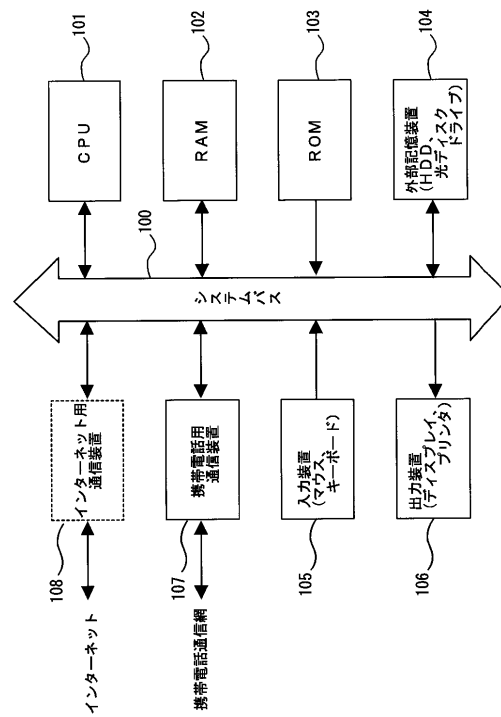 携帯電話通信網
インターネット
106
105
107
108
出力装置
(ディスプレイ、
プリンタ)
入力装置
(マウス、
キーボード)
携帯電話用
通信装置
インターネット用
通信装置
システムバス
100
外部記憶装置
(HDD、
光ディスク
ドライブ)
ROM
RAM
CPU
104
103
102
101